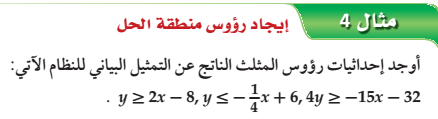 مثال 4 إيجاد رؤوس منطقة الحل
أوجد إحداثيات رؤوس المثلث الناتج عن التمثيل البياني للنظام الآتي:
y ≥ 2x − 8, y ≤ − 1/4 x + 6, 4y ≥ −15x − 32 .